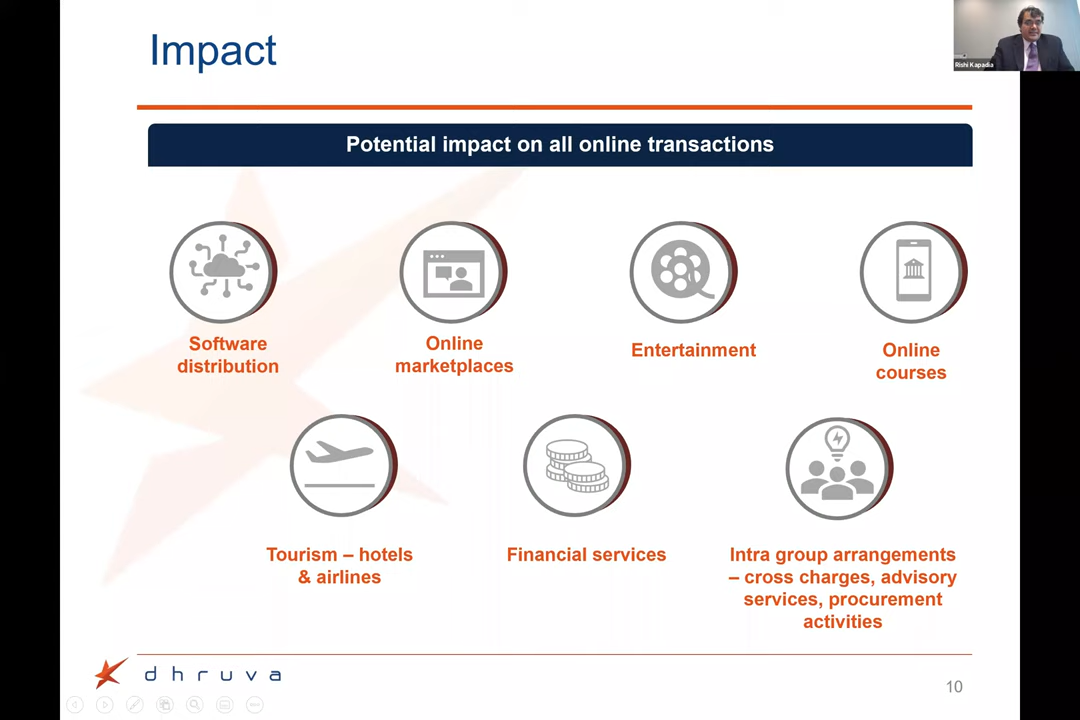 Impact
Rishi Kapadia
Potential impact on all online transactions
Software
distribution
Online
marketplaces
Entertainment
Online
courses
Tourism – hotels
& airlines
Financial services
Intra group arrangements
– cross charges, advisory
services, procurement
activities
dhruva
10